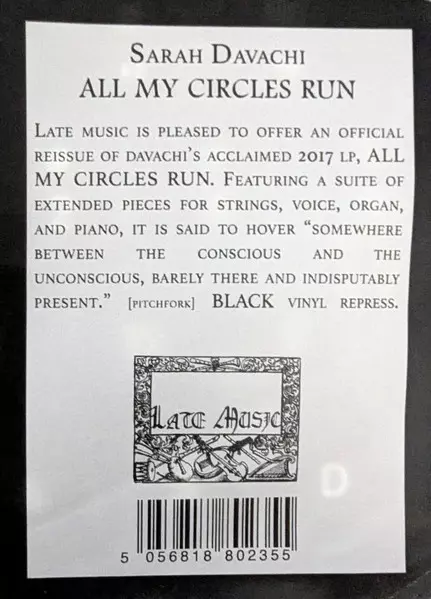 Sarah Davachi
ALL MY CIRCLES RUN
Late Music is pleased to offer an official
reissue of Davachi's acclaimed 2017 LP, ALL
MY CIRCLES RUN. Featuring a suite of
extended pieces for strings, voice, organ,
and piano, it is said to hover “somewhere
between the conscious and the
unconscious, barely there and indisputably
present.” [Pitchfork] BLACK vinyl repress.
Late Music
D
5 056818 802355